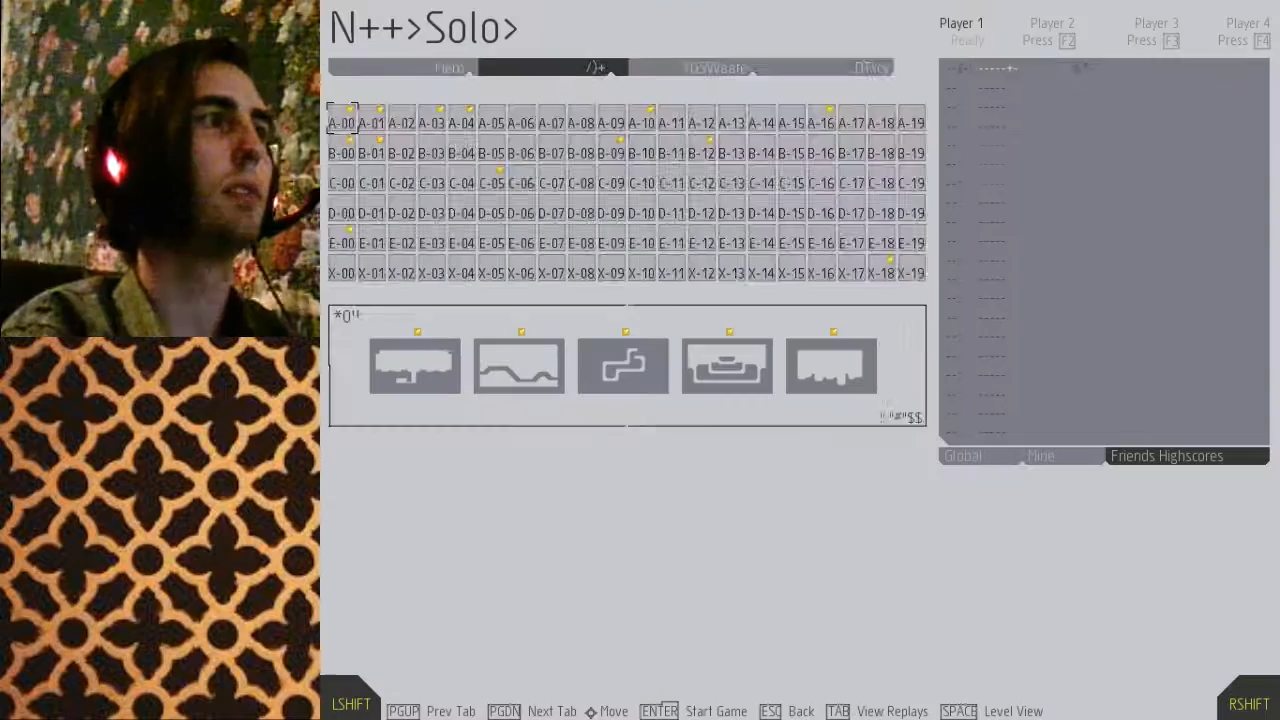 N++>Solo>
Player 1 Player 2 Player 3 Player 4
Ready Press F2 Press F3 Press F4
A-00 A-01 A-02 A-03 A-04 A-05 A-06 A-07 A-08 A-09 A-10 A-11 A-12 A-13 A-14 A-15 A-16 A-17 A-18 A-19
B-00 B-01 B-02 B-03 B-04 B-05 B-06 B-07 B-08 B-09 B-10 B-11 B-12 B-13 B-14 B-15 B-16 B-17 B-18 B-19
C-00 C-01 C-02 C-03 C-04 C-05 C-06 C-07 C-08 C-09 C-10 C-11 C-12 C-13 C-14 C-15 C-16 C-17 C-18 C-19
D-00 D-01 D-02 D-03 D-04 D-05 D-06 D-07 D-08 D-09 D-10 D-11 D-12 D-13 D-14 D-15 D-16 D-17 D-18 D-19
E-00 E-01 E-02 E-03 E-04 E-05 E-06 E-07 E-08 E-09 E-10 E-11 E-12 E-13 E-14 E-15 E-16 E-17 E-18 E-19
X-00 X-01 X-02 X-03 X-04 X-05 X-06 X-07 X-08 X-09 X-10 X-11 X-12 X-13 X-14 X-15 X-16 X-17 X-18 X-19
Global Mine Friends Highscores
LSHIFT PGUP Prev Tab PGDN Next Tab Move ENTER Start Game ESC Back TAB View Replays SPACE Level View RSHIFT